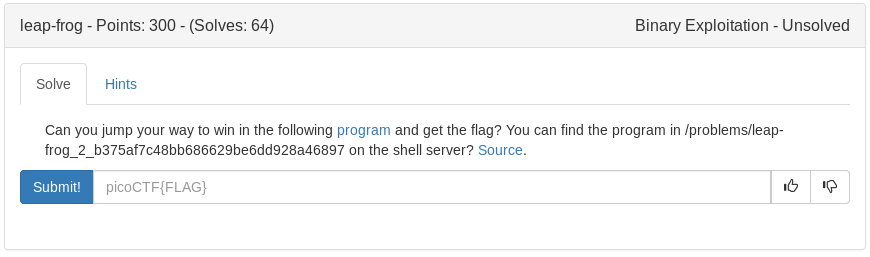 leap-frog - Points: 300 - (Solves: 64) Binary Exploitation - Unsolved
Solve Hints
Can you jump your way to win in the following program and get the flag? You can find the program in /problems/leap-
frog_2_b375af7c48bb686629be6dd928a46897 on the shell server? Source.
Submit! picoCTF{FLAG}